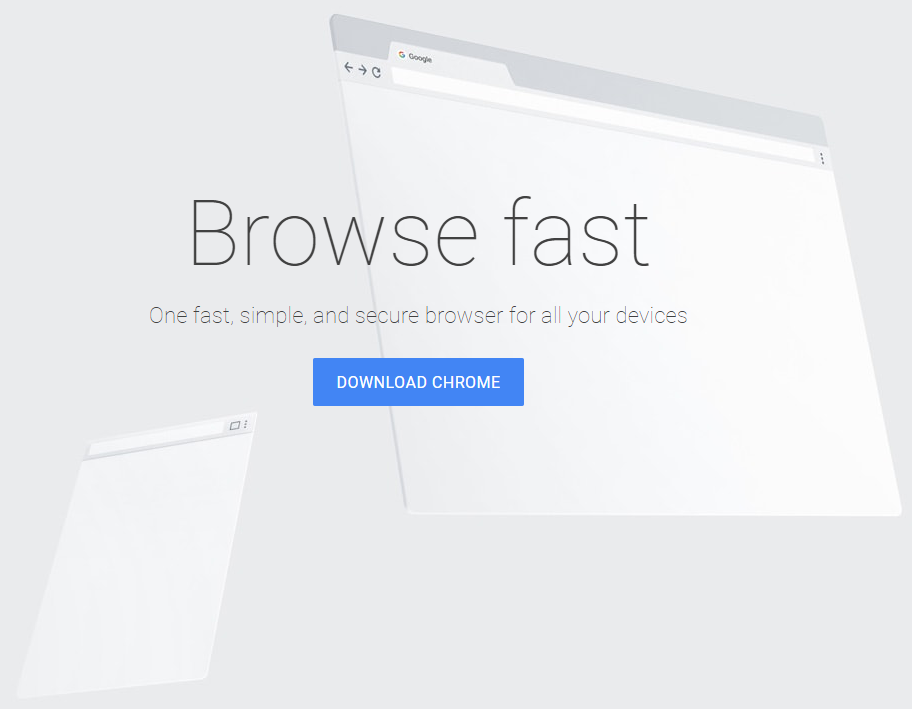 Google
Browse fast
One fast, simple, and secure browser for all your devices
DOWNLOAD CHROME